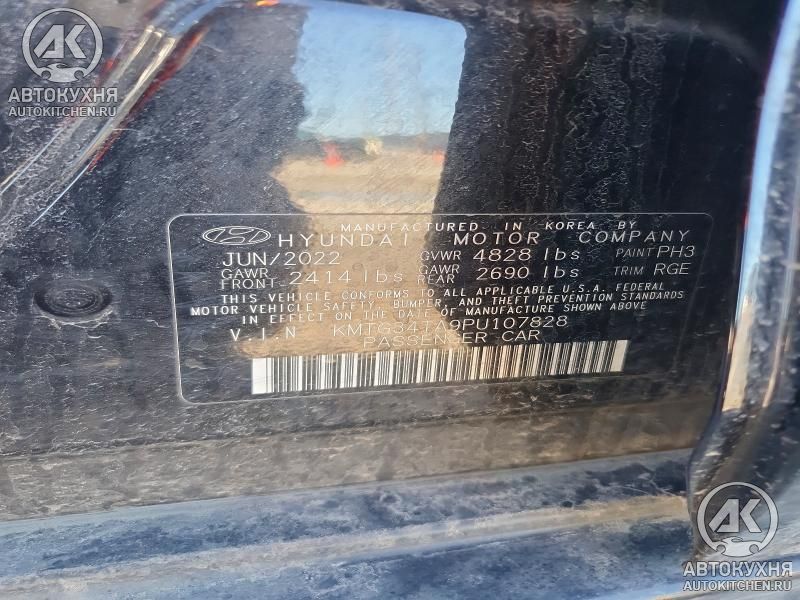 AK
АВТОКУХНЯ
AUTOKITCHEN.RU
MANUFACTURED IN KOREA BY
HYUNDAI MOTOR COMPANY
JUN/2022 GVWR 4828 lbs PAINT PH3
GAWR FRONT 2414 lbs GAWR REAR 2690 lbs TRIM RGE
THIS VEHICLE CONFORMS TO ALL APPLICABLE U.S.A. FEDERAL
MOTOR VEHICLE SAFETY, BUMPER, AND THEFT PREVENTION STANDARDS
IN EFFECT ON THE DATE OF MANUFACTURE SHOWN ABOVE
V.I.N KMTG34TA9PU107828
PASSENGER CAR
AK
АВТОКУХНЯ
AUTOKITCHEN.RU